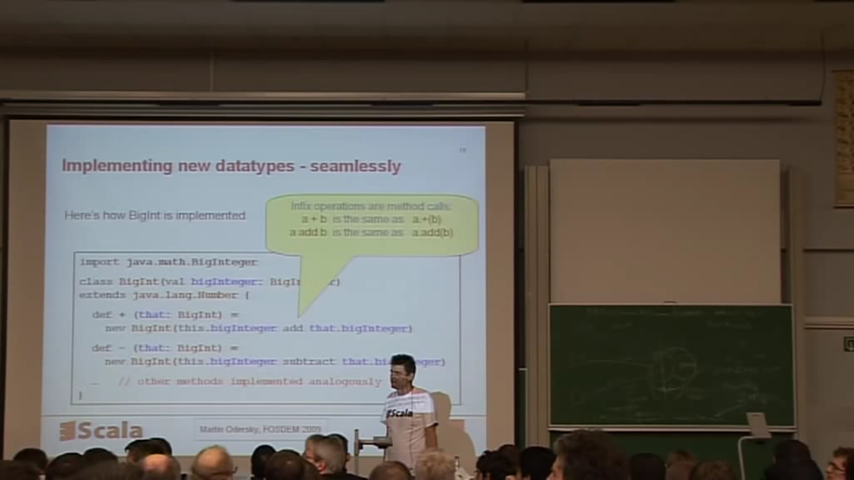 Implementing new datatypes - seamlessly
Here's how BigInt is implemented
Infix operations are method calls:
a + b is the same as a.+(b)
a add b is the same as a.add(b)
import java.math.BigInteger
class BigInt(val bigInteger:
extends java.lang.Number {
def + (that: BigInt) =
new BigInt(this.bigInteger add that.bigInteger)
def - (that: BigInt) =
new BigInt(this.bigInteger subtract that.
… // other methods implemented analogously
}
Scala
Martin Odersky, FOSDEM 2009
Scala